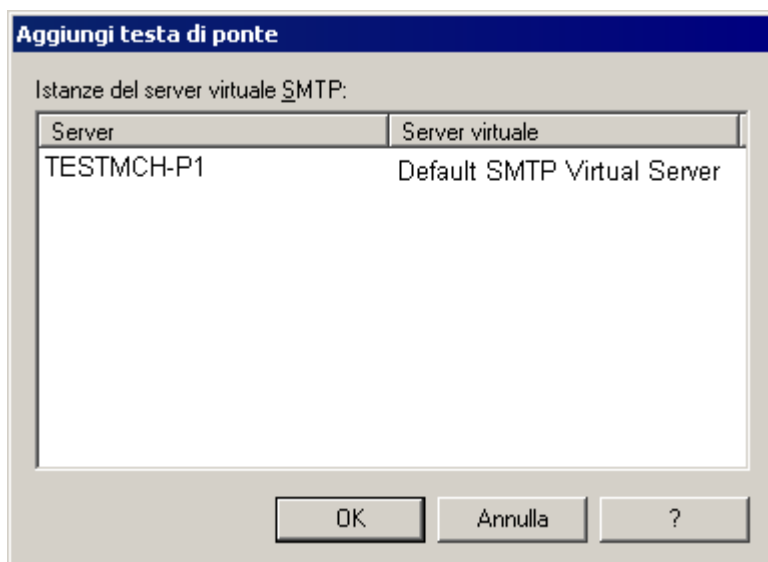 Aggiungi testa di ponte
Istanze del server virtuale SMTP:
Server Server virtuale
TESTMCH-P1 Default SMTP Virtual Server
OK Annulla ?